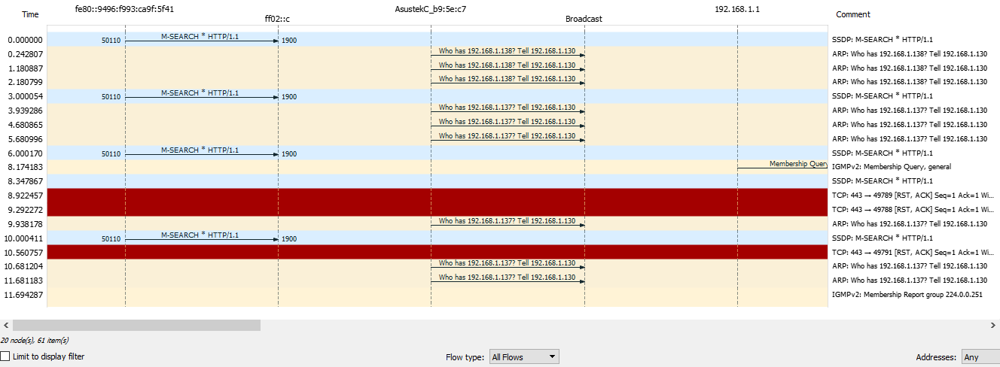 Time fe80::9496:f993:ca9f:5f41 ff02::c AsustekC_b9:5e:c7 Broadcast 192.168.1.1 Comment
0.000000 50110 M-SEARCH * HTTP/1.1 1900 SSDP: M-SEARCH * HTTP/1.1
0.242807 Who has 192.168.1.138? Tell 192.168.1.130 ARP: Who has 192.168.1.138? Tell 192.168.1.130
1.180887 Who has 192.168.1.138? Tell 192.168.1.130 ARP: Who has 192.168.1.138? Tell 192.168.1.130
2.180799 Who has 192.168.1.138? Tell 192.168.1.130 ARP: Who has 192.168.1.138? Tell 192.168.1.130
3.000054 50110 M-SEARCH * HTTP/1.1 1900 SSDP: M-SEARCH * HTTP/1.1
3.939286 Who has 192.168.1.137? Tell 192.168.1.130 ARP: Who has 192.168.1.137? Tell 192.168.1.130
4.680865 Who has 192.168.1.137? Tell 192.168.1.130 ARP: Who has 192.168.1.137? Tell 192.168.1.130
5.680996 Who has 192.168.1.137? Tell 192.168.1.130 ARP: Who has 192.168.1.137? Tell 192.168.1.130
6.000170 50110 M-SEARCH * HTTP/1.1 1900 SSDP: M-SEARCH * HTTP/1.1
8.174183 Membership Query IGMPv2: Membership Query, general
8.347867 SSDP: M-SEARCH * HTTP/1.1
8.922457 TCP: 443 → 49789 [RST, ACK] Seq=1 Ack=1 Wi...
9.292272 TCP: 443 → 49788 [RST, ACK] Seq=1 Ack=1 Wi...
9.938178 Who has 192.168.1.137? Tell 192.168.1.130 ARP: Who has 192.168.1.137? Tell 192.168.1.130
10.000411 50110 M-SEARCH * HTTP/1.1 1900 SSDP: M-SEARCH * HTTP/1.1
10.560757 TCP: 443 → 49791 [RST, ACK] Seq=1 Ack=1 Wi...
10.681204 Who has 192.168.1.137? Tell 192.168.1.130 ARP: Who has 192.168.1.137? Tell 192.168.1.130
11.681183 Who has 192.168.1.137? Tell 192.168.1.130 ARP: Who has 192.168.1.137? Tell 192.168.1.130
11.694287 IGMPv2: Membership Report group 224.0.0.251
20 node(s), 61 item(s)
Limit to display filter Flow type: All Flows Addresses: Any